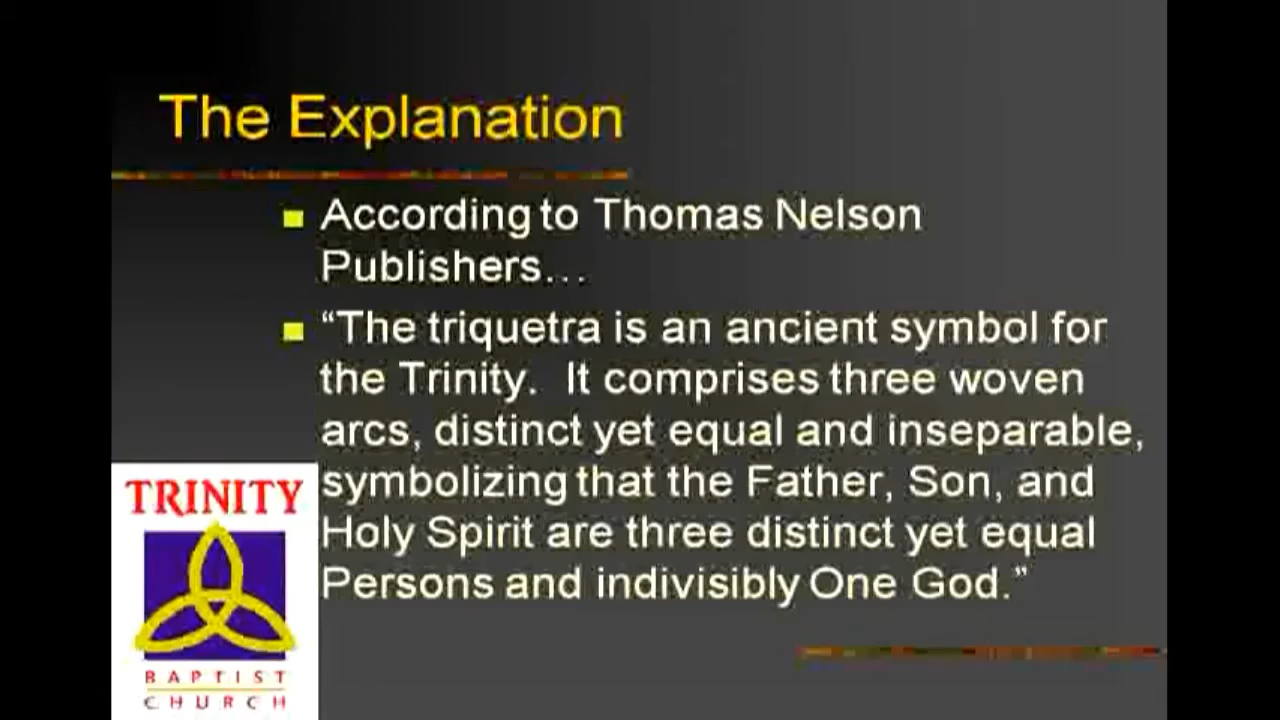 The Explanation
According to Thomas Nelson
Publishers…
“The triquetra is an ancient symbol for
the Trinity. It comprises three woven
arcs, distinct yet equal and inseparable,
symbolizing that the Father, Son, and
Holy Spirit are three distinct yet equal
Persons and indivisibly One God.”
TRINITY
BAPTIST
CHURCH